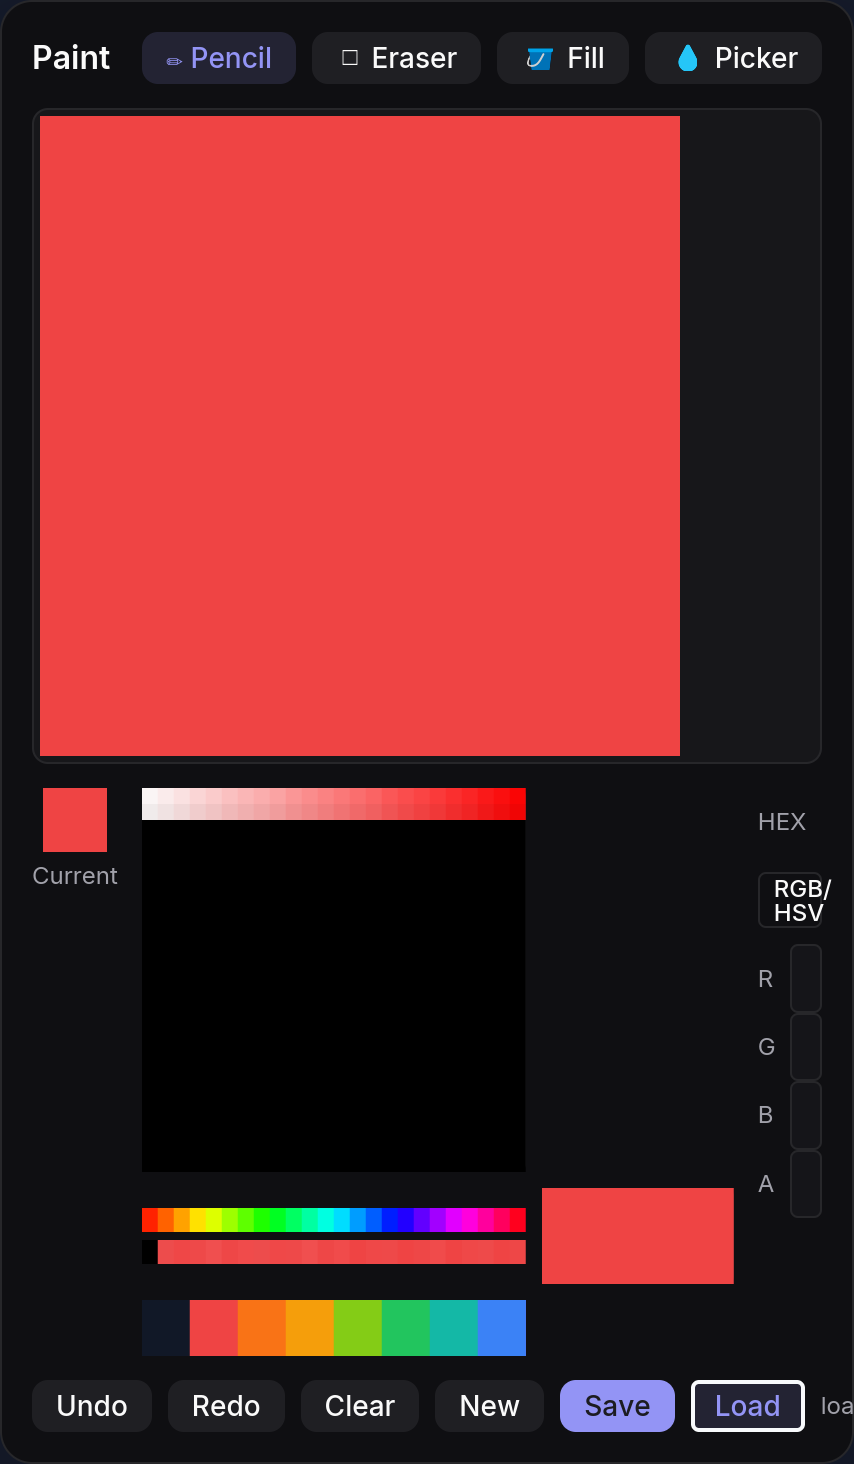 Paint
Pencil
Eraser
Fill
Picker
Current
HEX
RGB/
HSV
R
G
B
A
Undo
Redo
Clear
New
Save
Load
loa